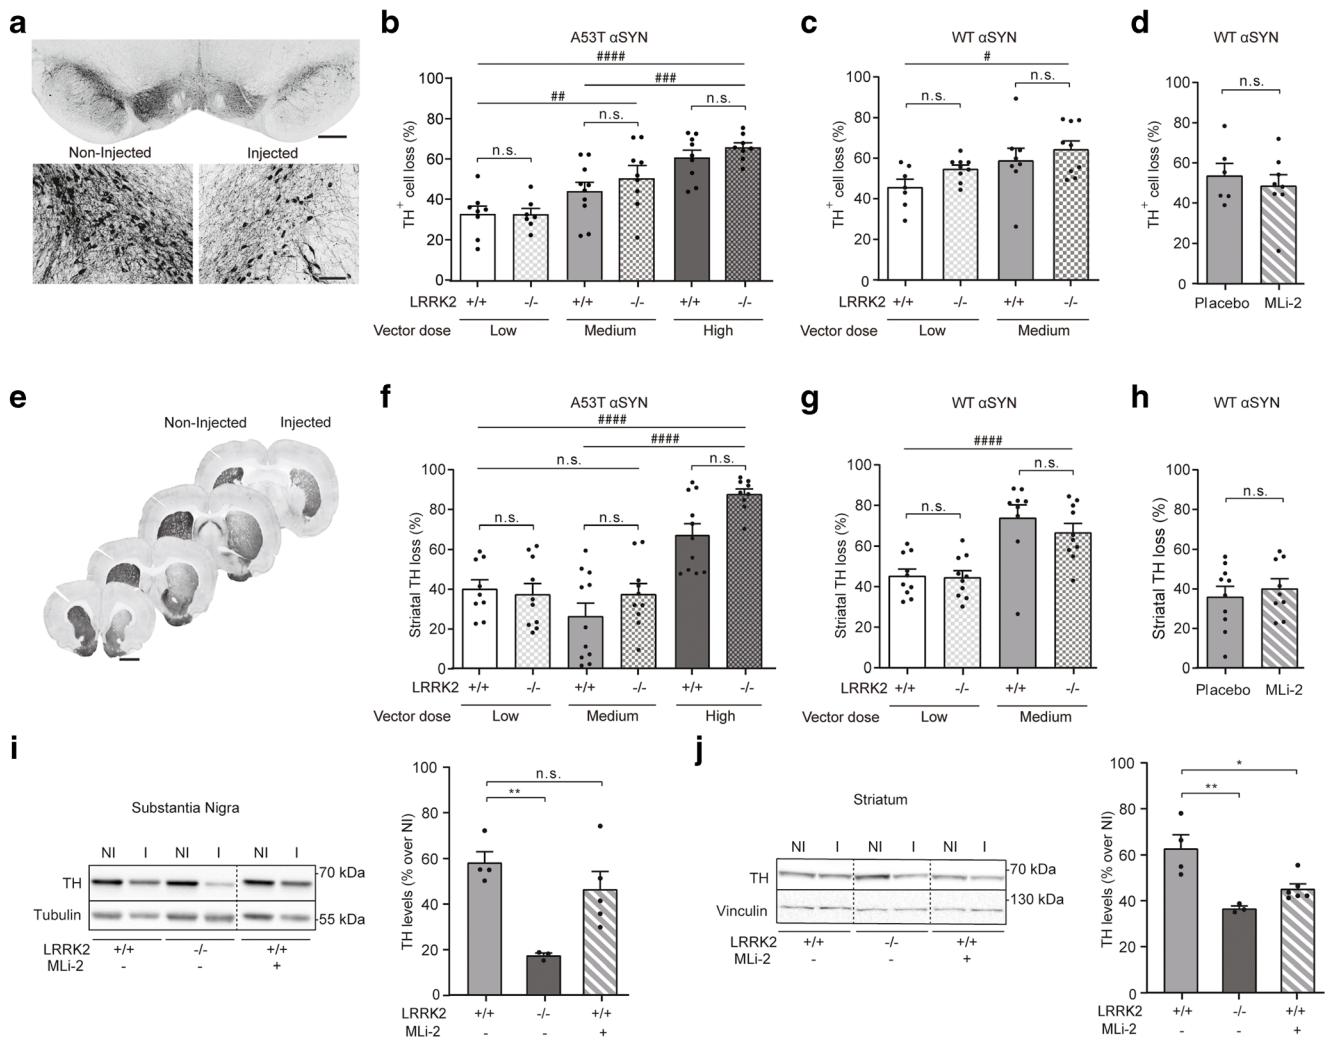 a
Non-Injected Injected
b
A53T αSYN
####
###
##
n.s.
n.s.
n.s.
TH+ cell loss (%)
100
80
60
40
20
0
LRRK2 +/+ -/- +/+ -/- +/+ -/-
Vector dose Low Medium High
c
WT αSYN
#
n.s.
n.s.
TH+ cell loss (%)
100
80
60
40
20
0
LRRK2 +/+ -/- +/+ -/-
Vector dose Low Medium
d
WT αSYN
n.s.
TH+ cell loss (%)
100
80
60
40
20
0
Placebo MLi-2
e
Non-Injected Injected
f
A53T αSYN
####
####
n.s.
n.s.
n.s.
n.s.
Striatal TH loss (%)
100
80
60
40
20
0
LRRK2 +/+ -/- +/+ -/- +/+ -/-
Vector dose Low Medium High
g
WT αSYN
####
n.s.
n.s.
Striatal TH loss (%)
100
80
60
40
20
0
LRRK2 +/+ -/- +/+ -/-
Vector dose Low Medium
h
WT αSYN
n.s.
Striatal TH loss (%)
100
80
60
40
20
0
Placebo MLi-2
i
Substantia Nigra
NI I NI I NI I
TH -70 kDa
Tubulin -55 kDa
LRRK2 +/+ -/- +/+
MLi-2 - - +
n.s.
**
TH levels (% over NI)
100
80
60
40
20
0
LRRK2 +/+ -/- +/+
MLi-2 - - +
j
Striatum
NI I NI I NI I
TH -70 kDa
Vinculin -130 kDa
LRRK2 +/+ -/- +/+
MLi-2 - - +
*
**
TH levels (% over NI)
100
80
60
40
20
0
LRRK2 +/+ -/- +/+
MLi-2 - - +